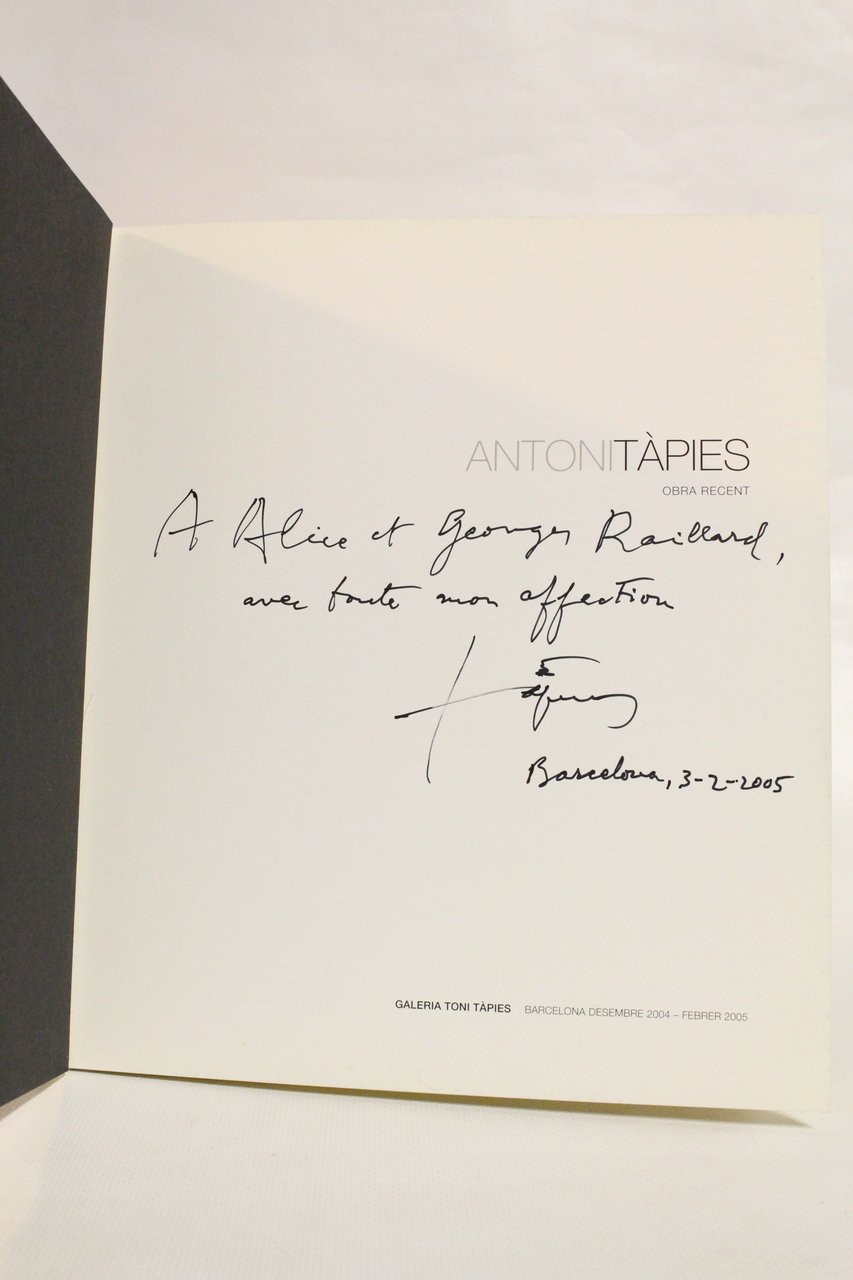 ANTONITÀPIES
OBRA RECENT
A Alice et Georges Raillard,
avec toute mon affection
Tàpies
Barcelona, 3-2-2005
GALERIA TONI TÀPIES BARCELONA DESEMBRE 2004 – FEBRER 2005